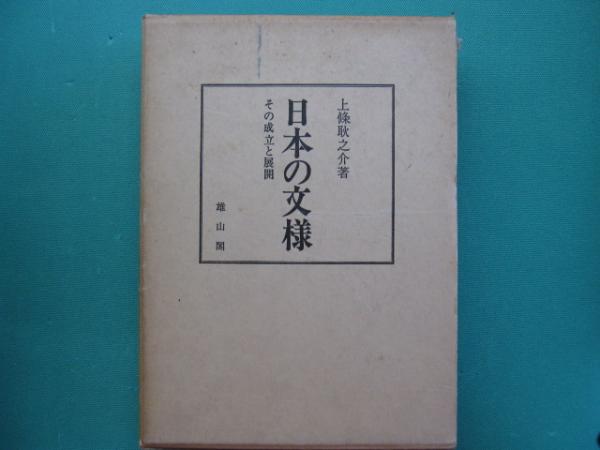 上條耿之介著
日本の文様
その成立と展開
雄山閣